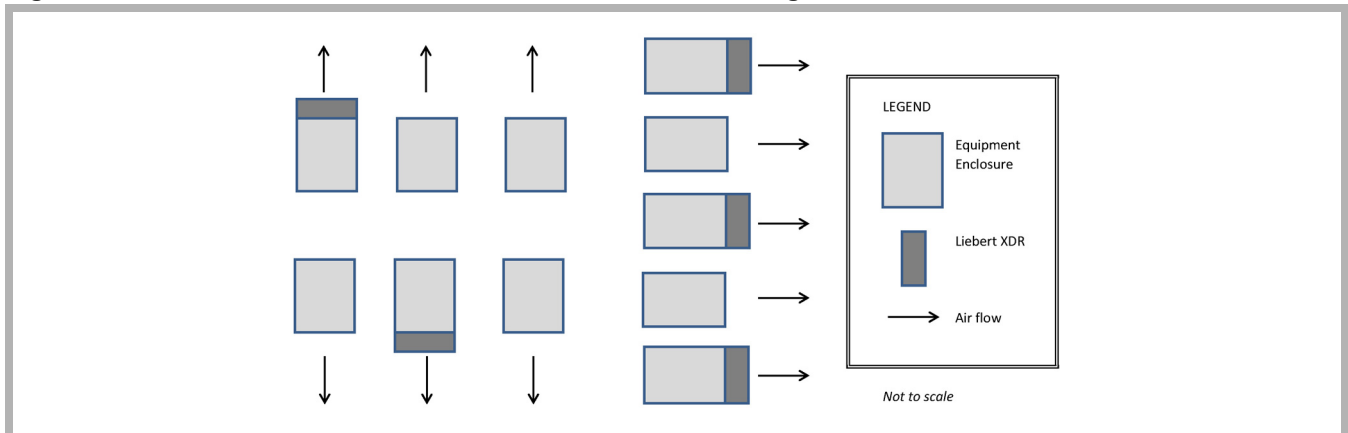 LEGEND
Equipment
Enclosure
Liebert XDR
Air flow
Not to scale